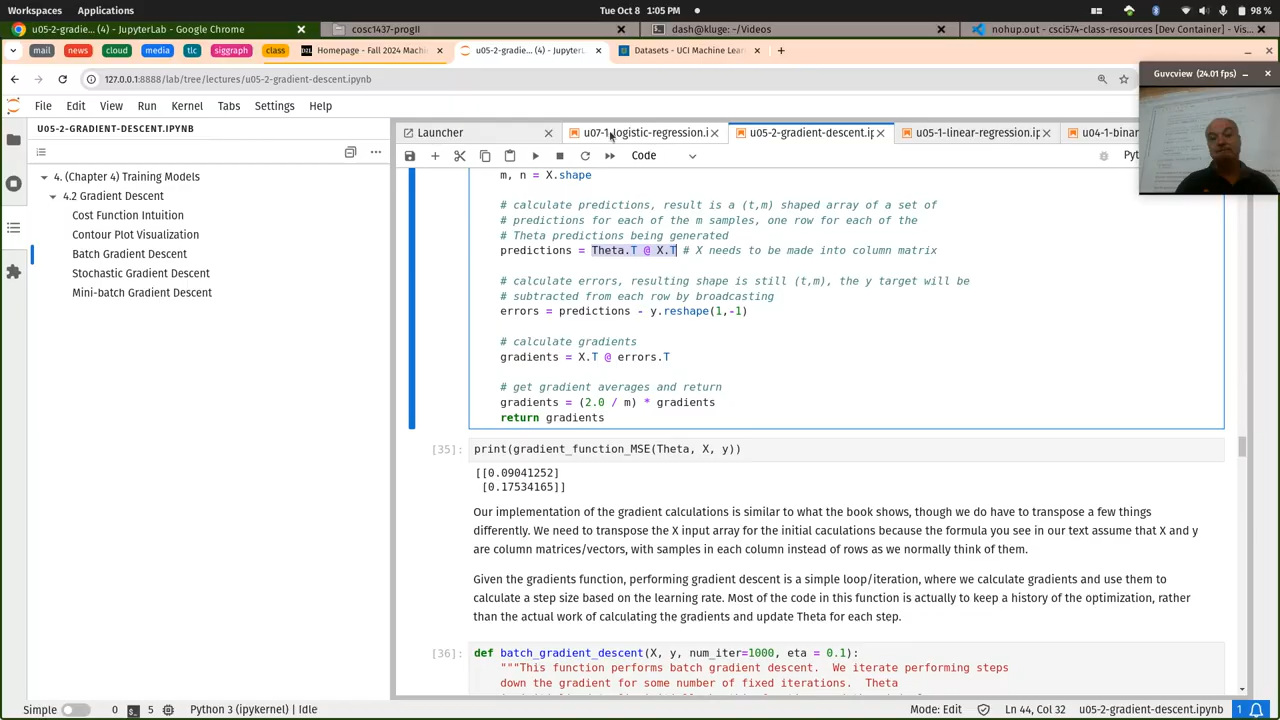 Workspaces Applications Tue Oct 8 1:05 PM 98 %
u05-2-gradie... (4) - JupyterLab - Google Chrome cosc1437-progII dash@kluge: ~/Videos nohup.out - csci574-class-resources [Dev Container - Vis...
mail news cloud media tlc siggraph class Homepage - Fall 2024 Machi u05-2-gradie... (4) - JupyterL Datasets - UCI Machine Lear
127.0.0.1:8888/lab/tree/lectures/u05-2-gradient-descent.ipynb
Guvcview (24.01 fps)
File Edit View Run Kernel Tabs Settings Help
U05-2-GRADIENT-DESCENT.IPYNB
Launcher u07-1-logistic-regression.i u05-2-gradient-descent.ip u05-1-linear-regression.ip u04-1-binar
Code Pyt
4. (Chapter 4) Training Models
4.2 Gradient Descent
Cost Function Intuition
Contour Plot Visualization
Batch Gradient Descent
Stochastic Gradient Descent
Mini-batch Gradient Descent
m, n = X.shape
# calculate predictions, result is a (t,m) shaped array of a set of
# predictions for each of the m samples, one row for each of the
# Theta predictions being generated
predictions = Theta.T @ X.T # X needs to be made into column matrix
# calculate errors, resulting shape is still (t,m), the y target will be
# subtracted from each row by broadcasting
errors = predictions - y.reshape(1,-1)
# calculate gradients
gradients = X.T @ errors.T
# get gradient averages and return
gradients = (2.0 / m) * gradients
return gradients
[35]: print(gradient_function_MSE(Theta, X, y))
[[0.09041252]
[0.17534165]]
Our implementation of the gradient calculations is similar to what the book shows, though we do have to transpose a few things
differently. We need to transpose the X input array for the initial caculations because the formula you see in our text assume that X and y
are column matrices/vectors, with samples in each column instead of rows as we normally think of them.
Given the gradients function, performing gradient descent is a simple loop/iteration, where we calculate gradients and use them to
calculate a step size based on the learning rate. Most of the code in this function is actually to keep a history of the optimization, rather
than the actual work of calculating the gradients and update Theta for each step.
[36]: def batch_gradient_descent(X, y, num_iter=1000, eta = 0.1):
"""This function performs batch gradient descent. We iterate performing steps
down the gradient for some number of fixed iterations. Theta
Simple 0 5 Python 3 (ipykernel) | Idle Mode: Edit Ln 44, Col 32 u05-2-gradient-descent.ipynb 1